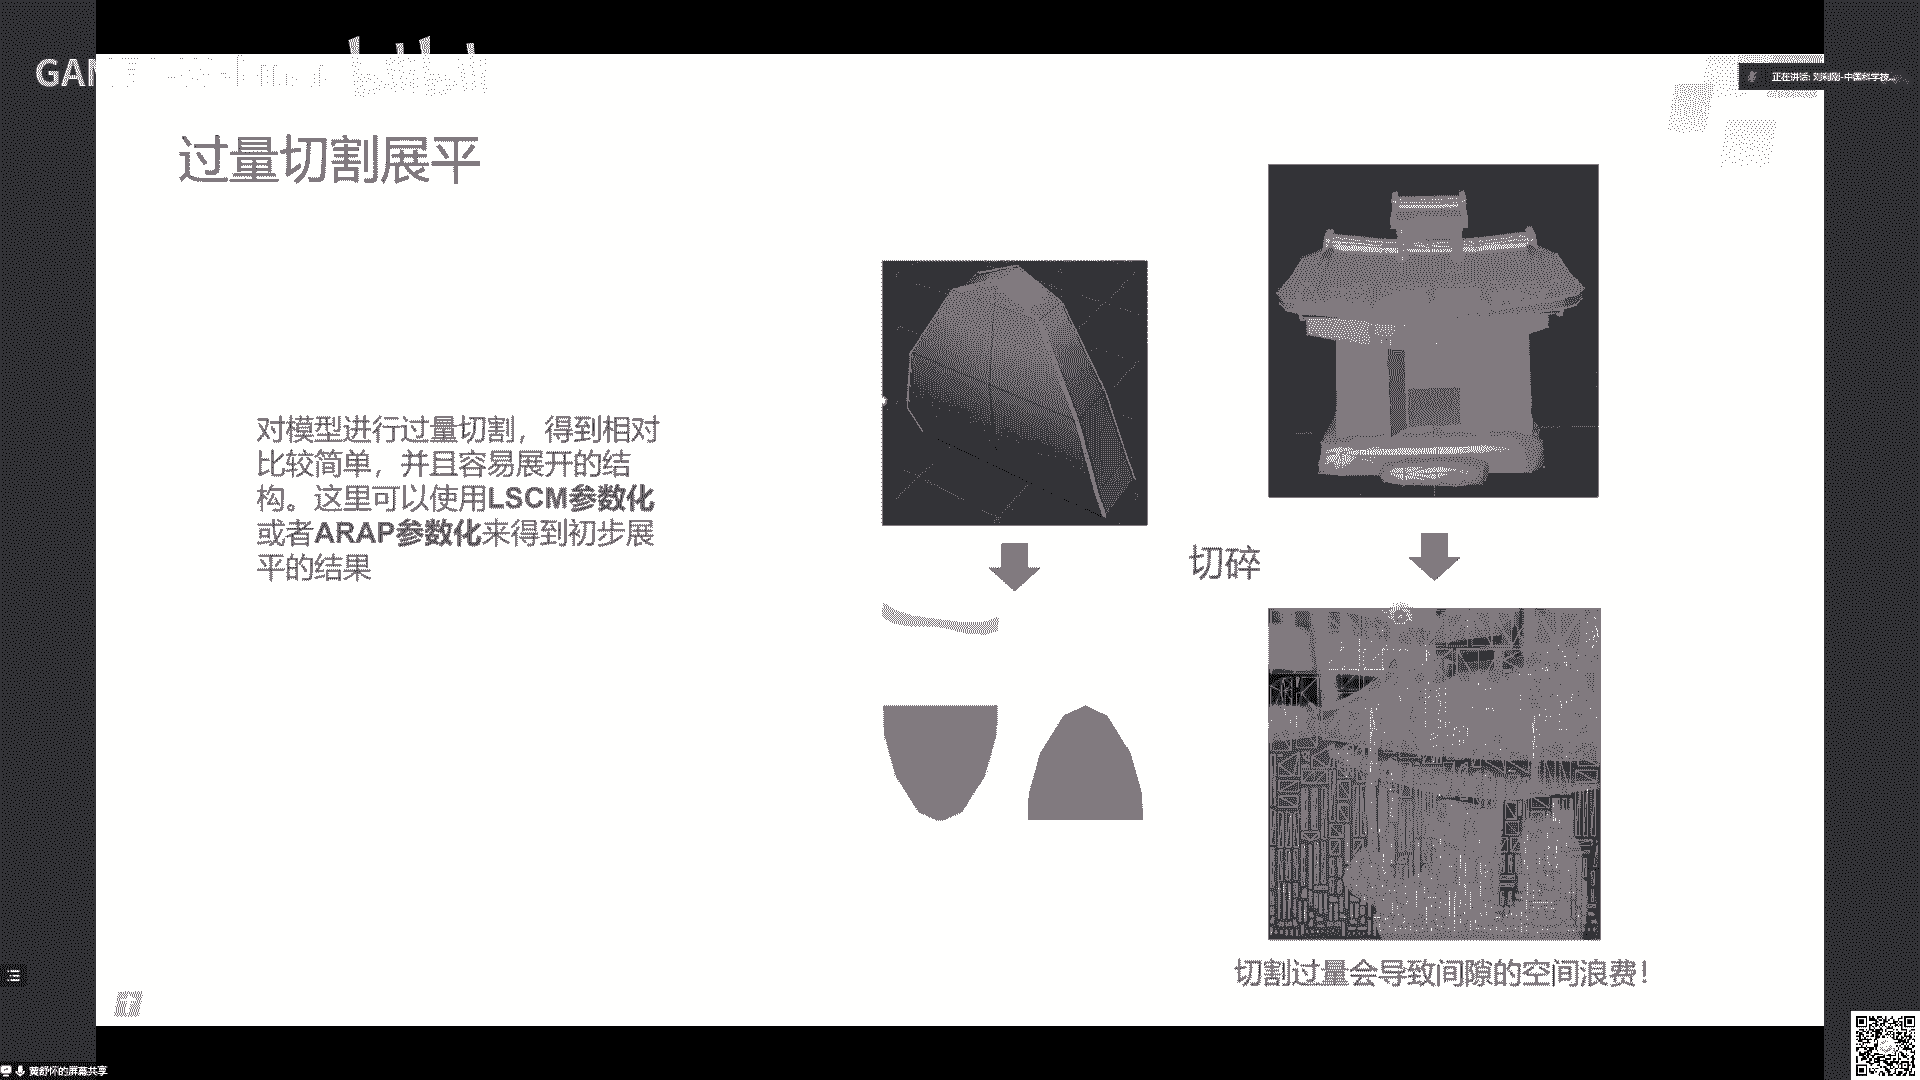 GAM
bilibili
正在讲话: 刘利刚-中国科学技...
过量切割展平
对模型进行过量切割，得到相对
比较简单，并且容易展开的结
构。这里可以使用LSCM参数化
或者ARAP参数化来得到初步展
平的结果
切碎
切割过量会导致间隙的空间浪费！
黄舒怀的屏幕共享